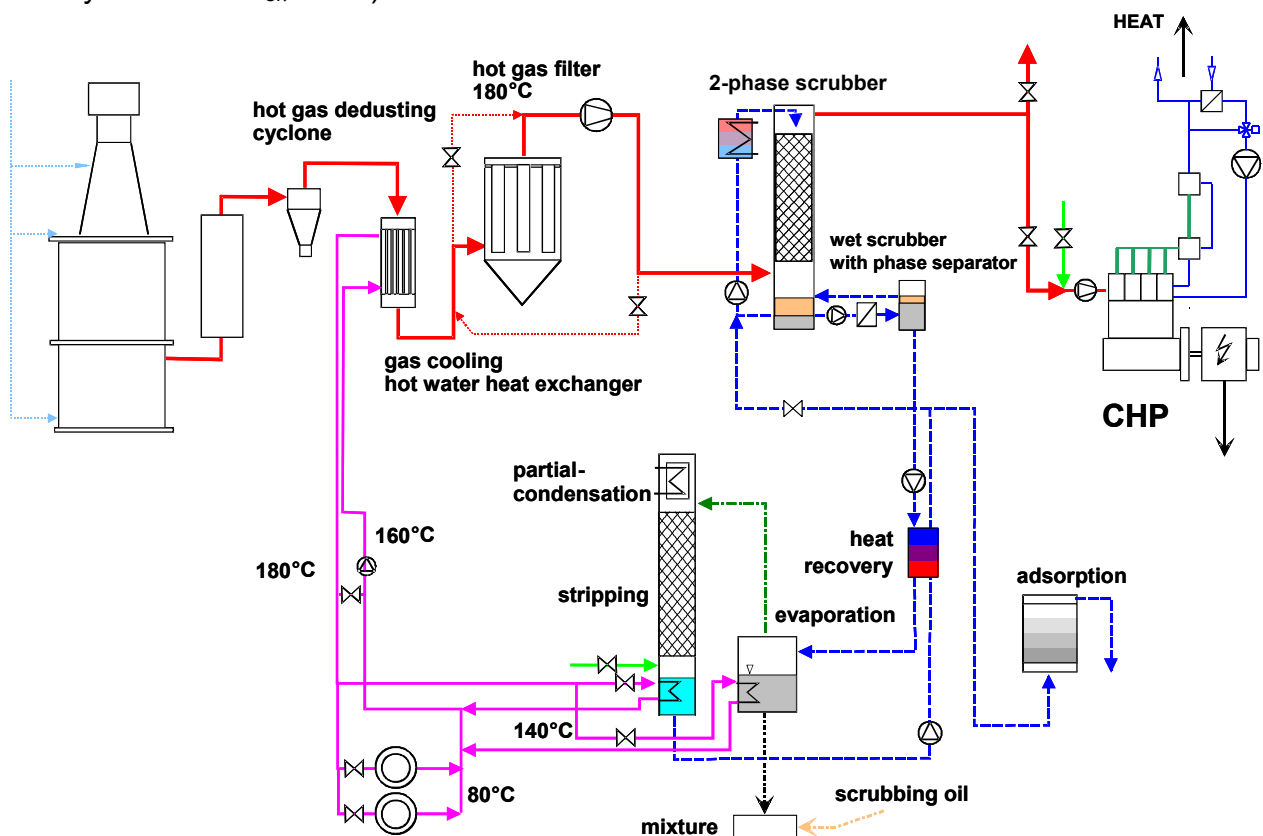 HEAT
hot gas filter
180°C
2-phase scrubber
hot gas dedusting
cyclone
wet scrubber
with phase separator
gas cooling
hot water heat exchanger
CHP
partial-
condensation
160°C
180°C
heat
recovery
adsorption
stripping
evaporation
140°C
80°C
scrubbing oil
mixture